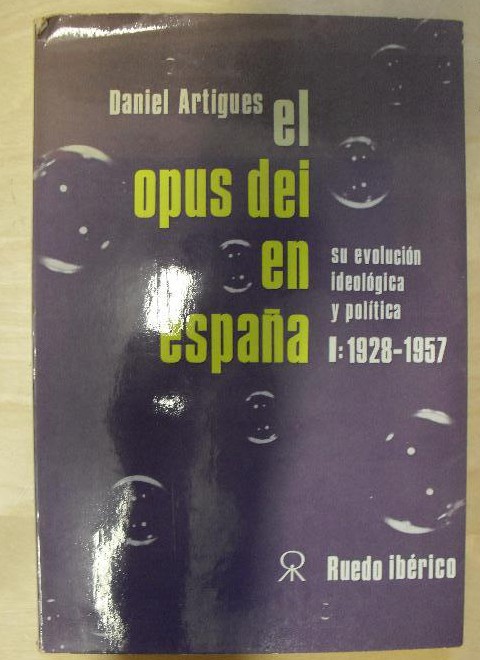 Daniel Artigues
el
opus dei
en
españa
su evolución
ideológica
y política
I: 1928-1957
Ruedo ibérico